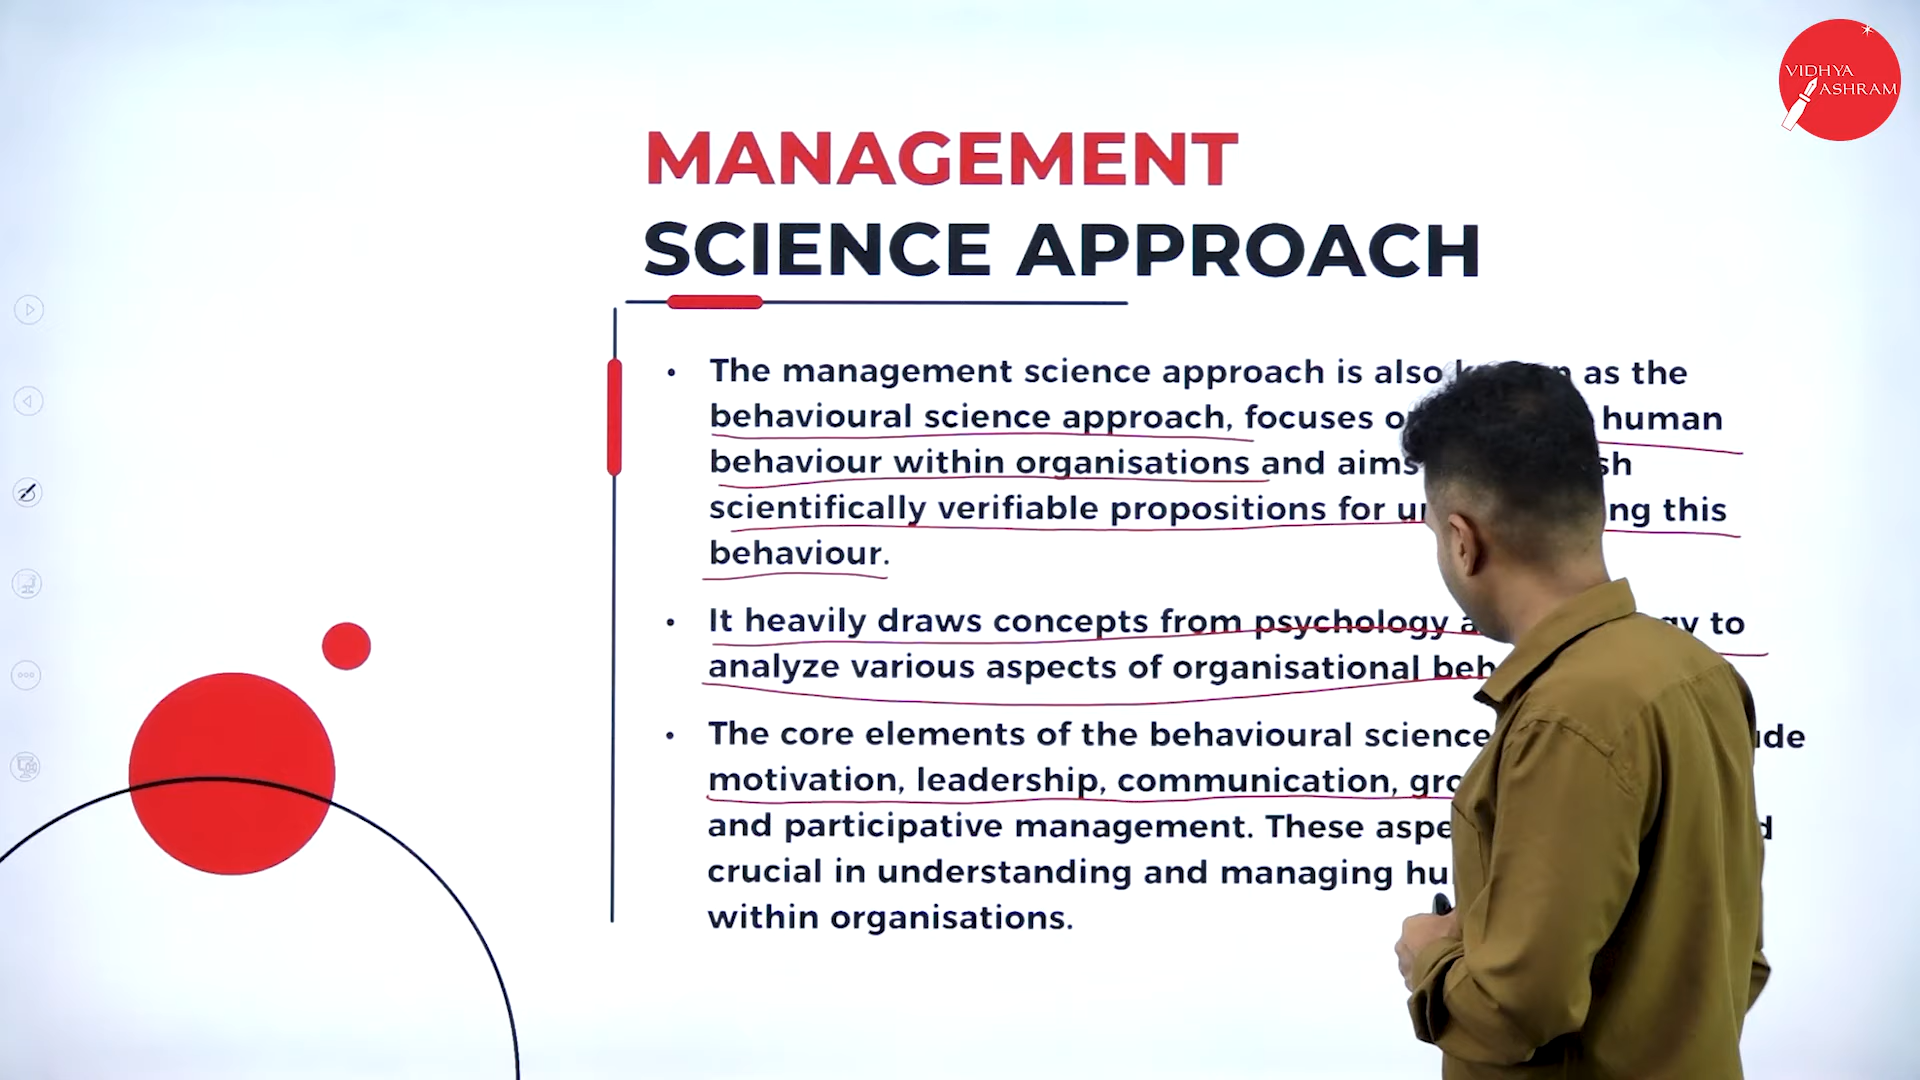 VIDHYA
ASHRAM
MANAGEMENT
SCIENCE APPROACH
• The management science approach is also as the
behavioural science approach, focuses human
behaviour within organisations and aims
scientifically verifiable propositions for this
behaviour.
• It heavily draws concepts from psychology to
analyze various aspects of organisational
• The core elements of the behavioural science
motivation, leadership, communication,
and participative management. These
crucial in understanding and managing
within organisations.